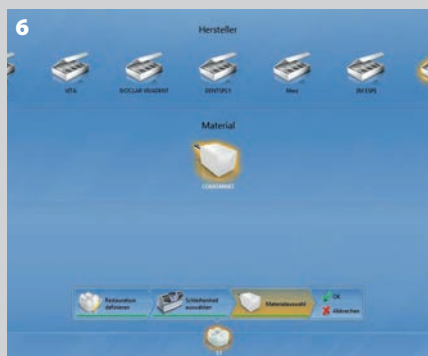 6
Hersteller
VITA
IVOCLAR VIVADENT
DENTSPLY
Merz
3M ESPE
Material
Restauration
definieren
Schleifeinheit
auswählen
Materialauswahl
OK
Abbrechen